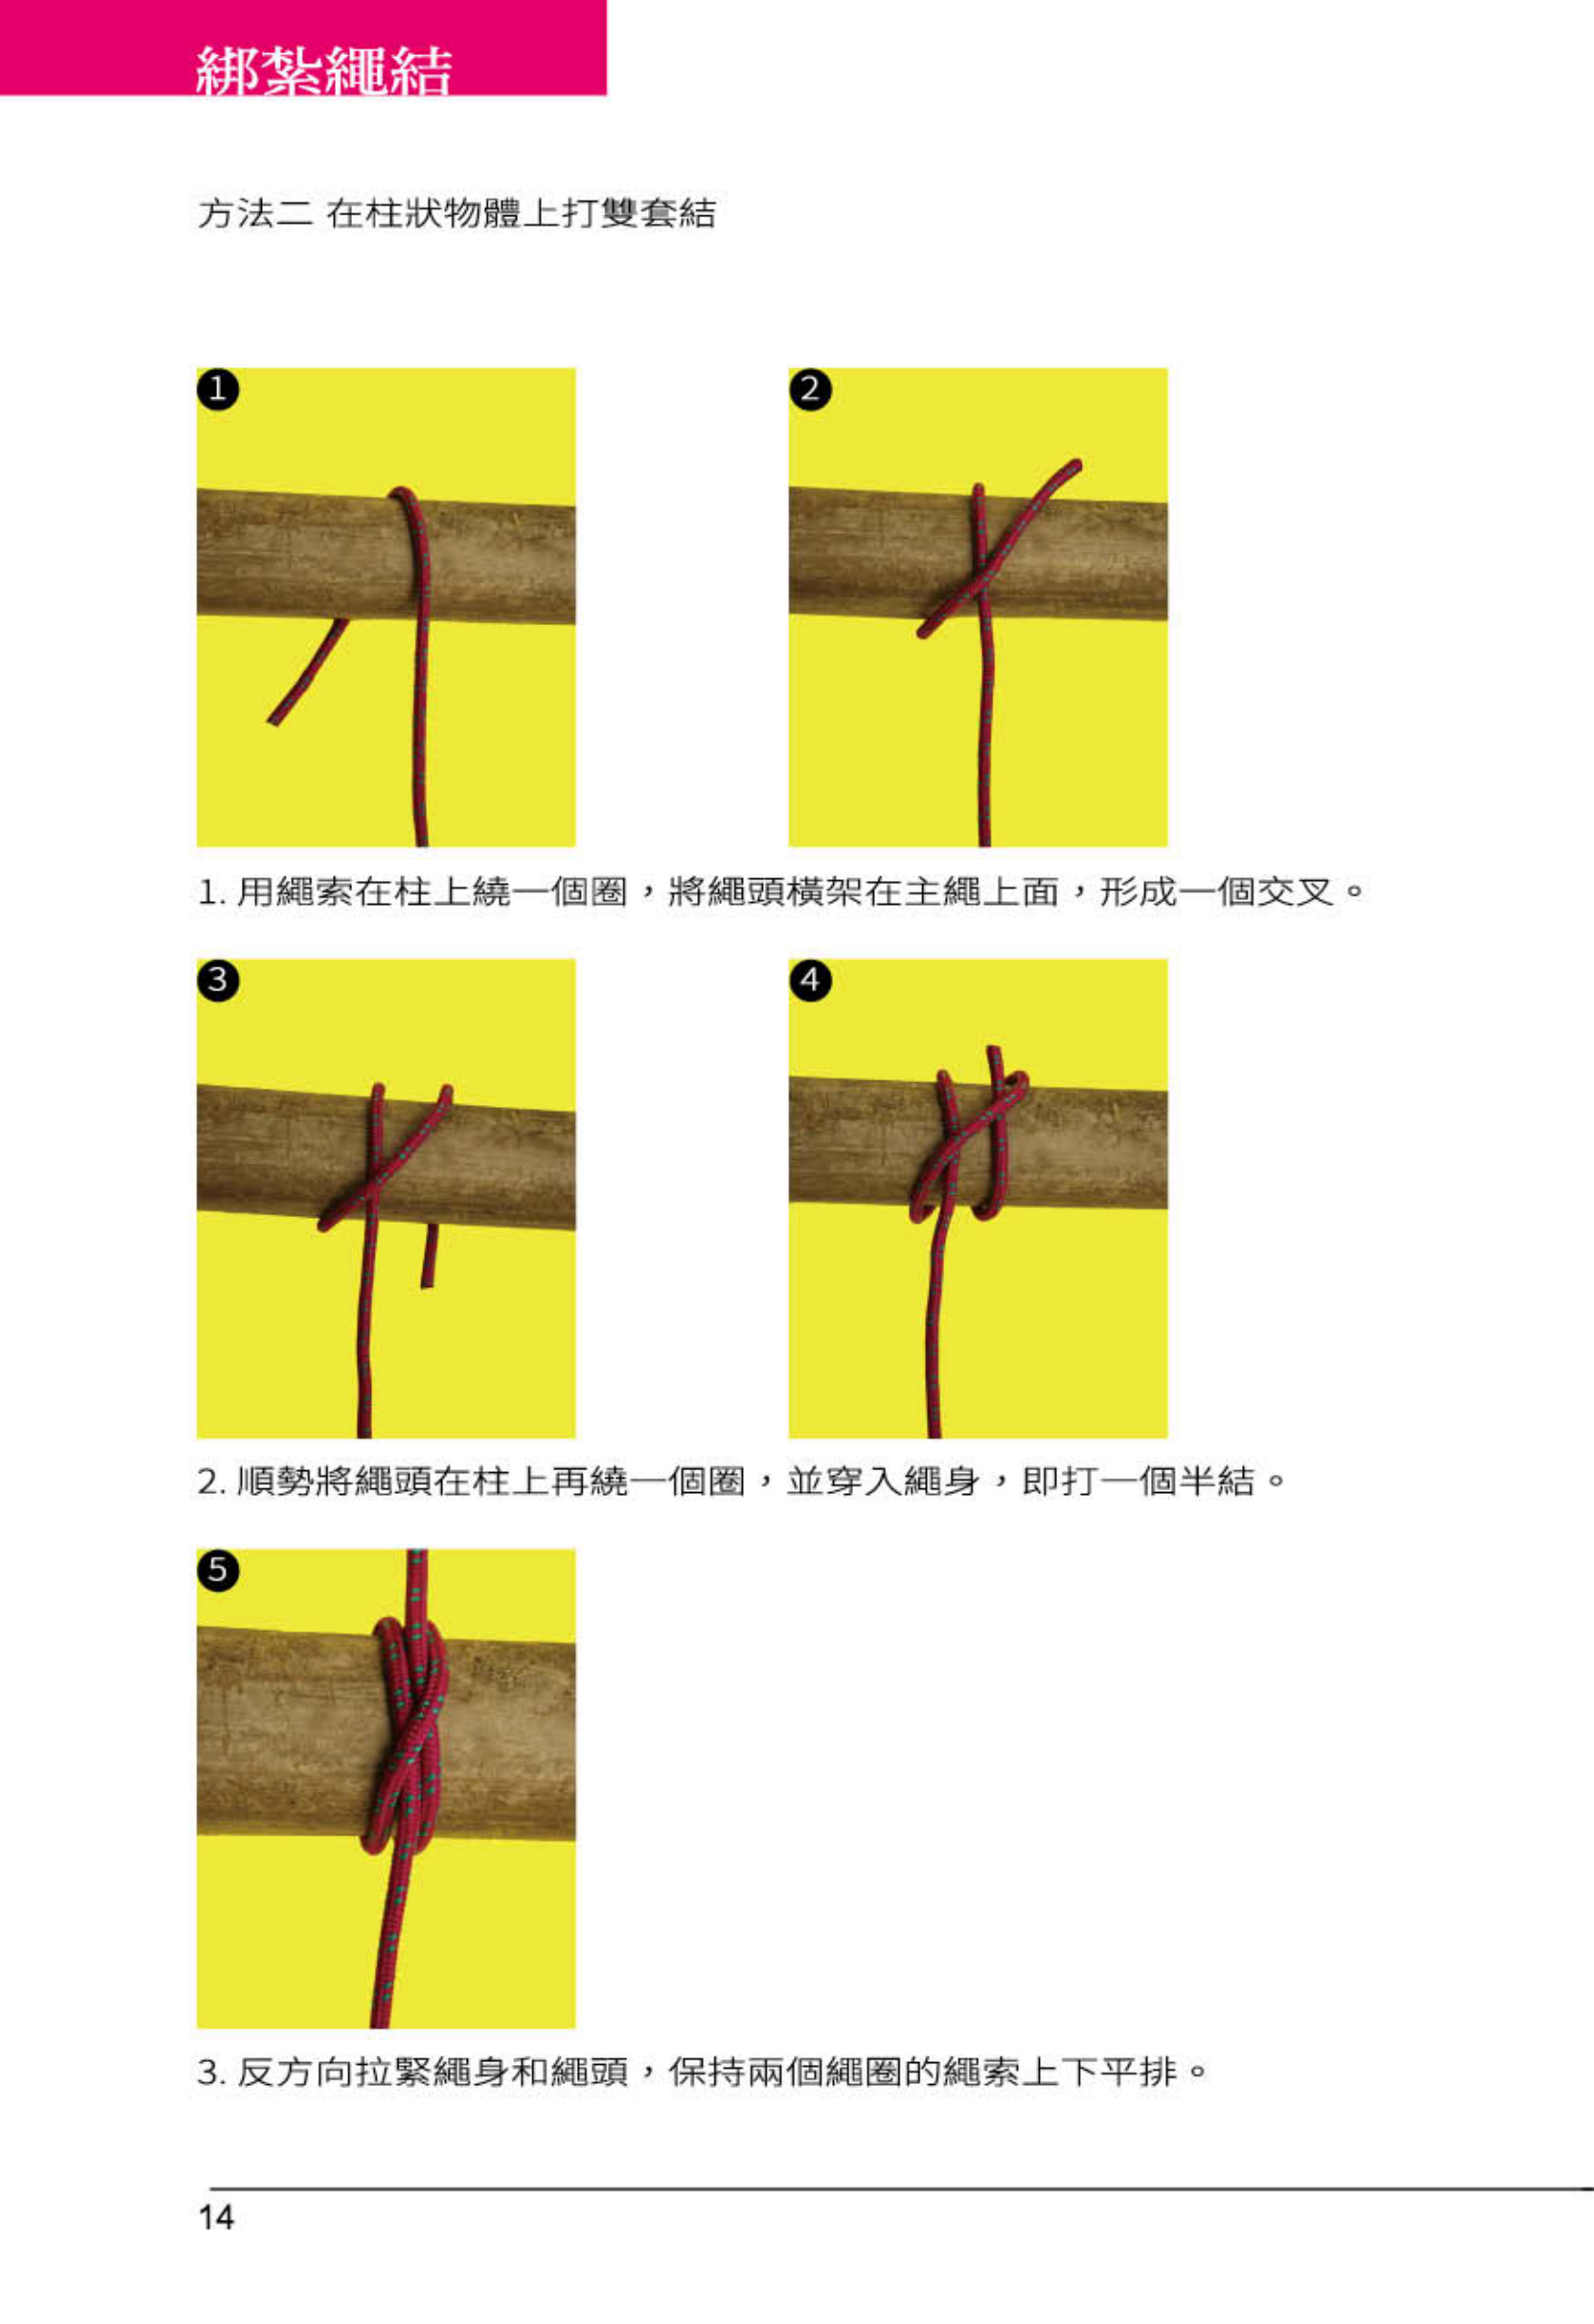 綁紮繩結
方法二 在柱狀物體上打雙套結
1
2
1. 用繩索在柱上繞一個圈，將繩頭橫架在主繩上面，形成一個交叉。
3
4
2. 順勢將繩頭在柱上再繞一個圈，並穿入繩身，即打一個半結。
5
3. 反方向拉緊繩身和繩頭，保持兩個繩圈的繩索上下平排。
14